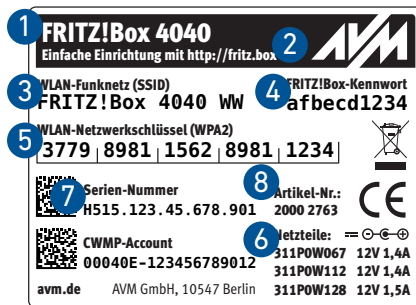 1 FRITZ!Box 4040
Einfache Einrichtung mit http://fritz.box
2 AVM
3 WLAN-Funknetz (SSID)
FRITZ!Box 4040 WW
4 FRITZ!Box-Kennwort
afbecd1234
5 WLAN-Netzwerkschlüssel (WPA2)
3779 8981 1562 8981 1234
7 Serien-Nummer
H515.123.45.678.901
8 Artikel-Nr.:
2000 2763
CE
CWMP-Account
00040E-123456789012
6 Netzteile:
311P0W067 12V 1,4A
311P0W112 12V 1,4A
311P0W128 12V 1,5A
avm.de AVM GmbH, 10547 Berlin